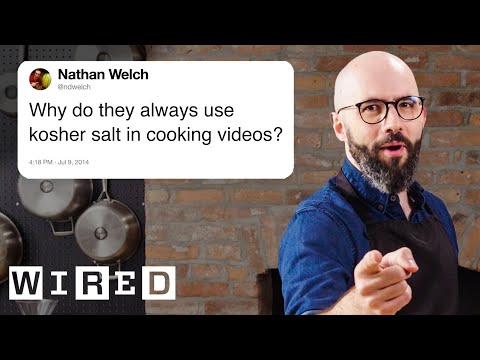 Nathan Welch
@ndwelch
Why do they always use
kosher salt in cooking videos?
4:18 PM · Jul 9, 2014
WIRED